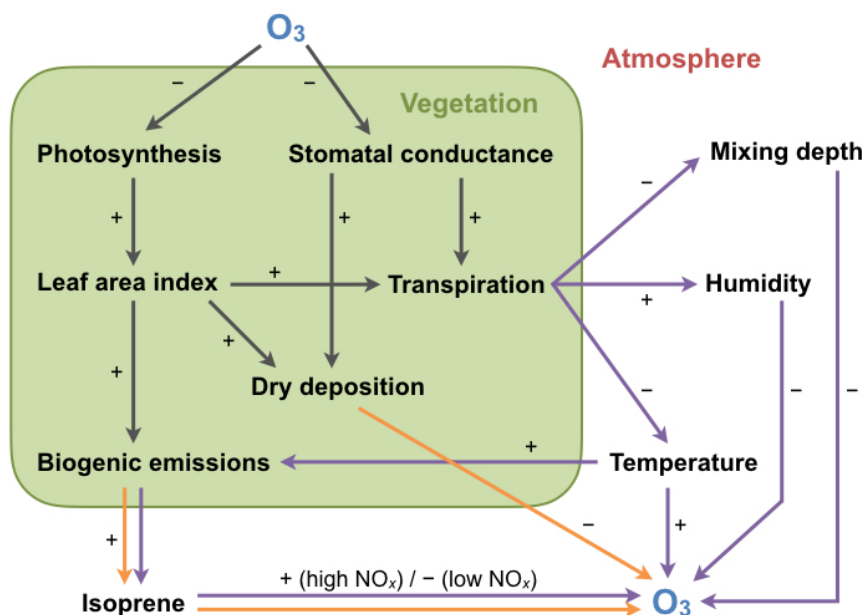 O₃
Atmosphere
− −
Vegetation
Photosynthesis Stomatal conductance Mixing depth
−
+ + +
Leaf area index + Transpiration + Humidity
+
+ − − −
Dry deposition
+
Biogenic emissions Temperature
− +
+
+ (high NOₓ) / − (low NOₓ)
Isoprene O₃